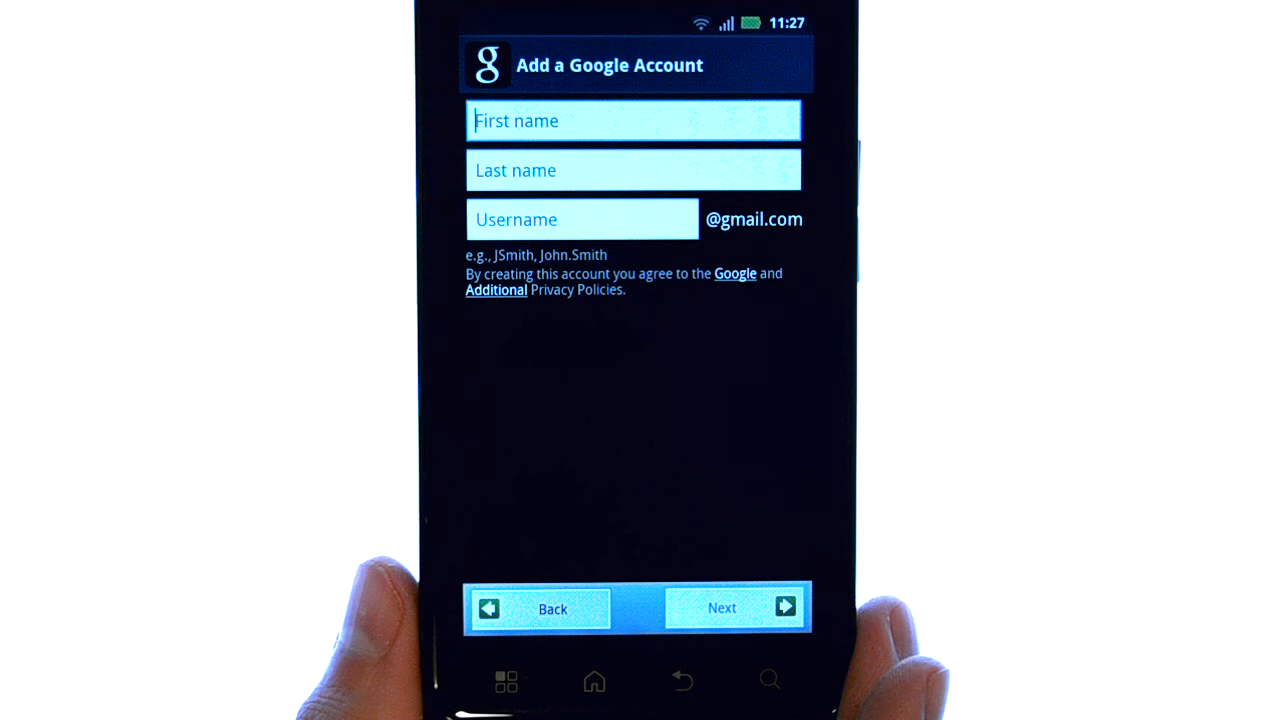 11:27
g Add a Google Account
First name
Last name
Username @gmail.com
e.g., JSmith, John.Smith
By creating this account you agree to the Google and
Additional Privacy Policies.
Back Next